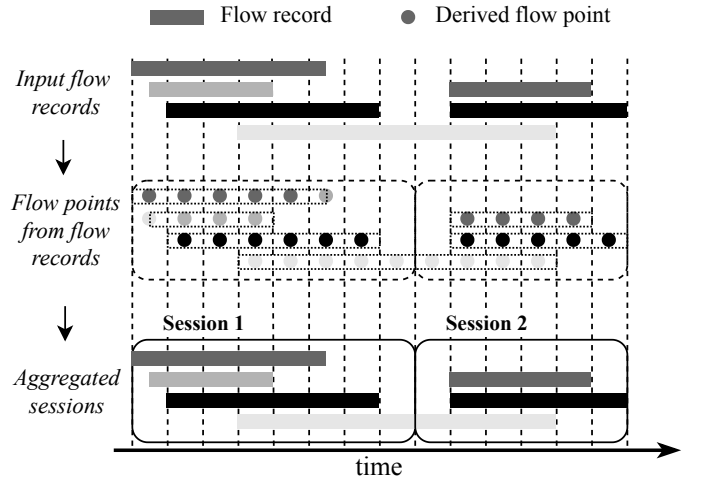 Flow record
Derived flow point
Input flow
records
Flow points
from flow
records
Session 1
Session 2
Aggregated
sessions
time